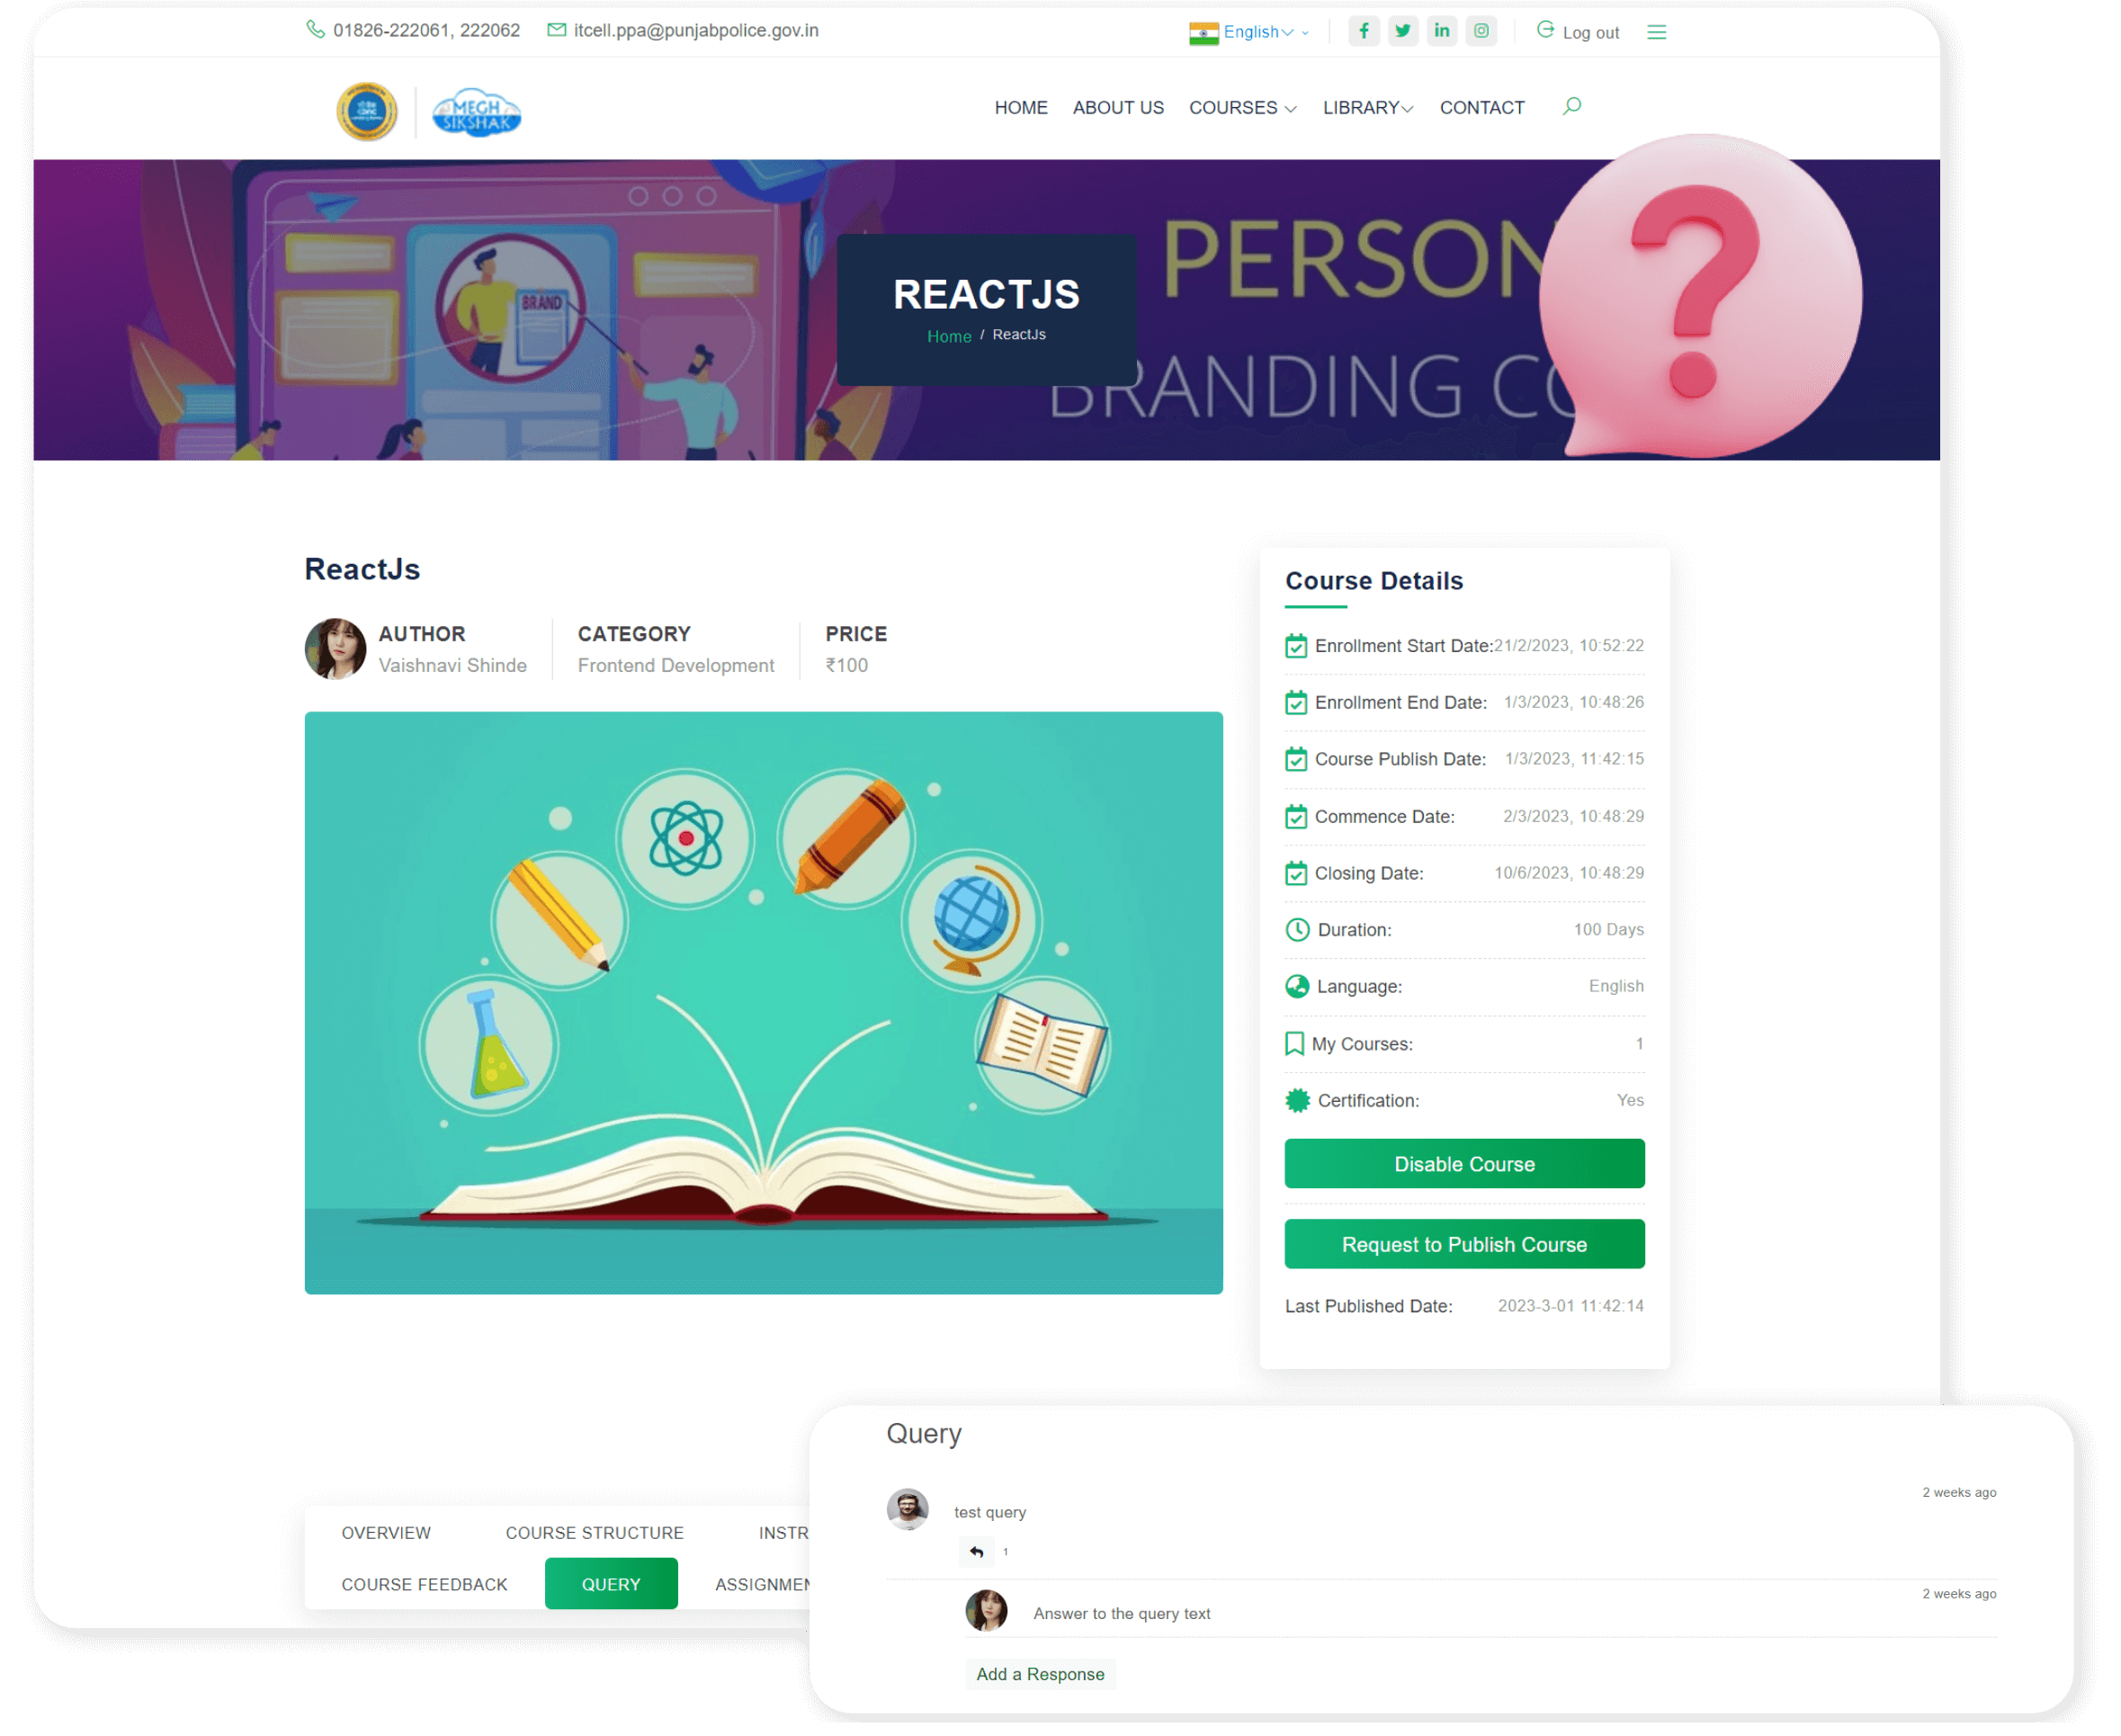 01826-222061, 222062 itcell.ppa@punjabpolice.gov.in English Log out
MEGH
SIKSHAK
HOME ABOUT US COURSES LIBRARY CONTACT
BRAND
PERSON
BRANDING CO
REACTJS
Home / ReactJs
ReactJs
AUTHOR CATEGORY PRICE
Vaishnavi Shinde Frontend Development ₹100
Course Details
Enrollment Start Date:21/2/2023, 10:52:22
Enrollment End Date: 1/3/2023, 10:48:26
Course Publish Date: 1/3/2023, 11:42:15
Commence Date: 2/3/2023, 10:48:29
Closing Date: 10/6/2023, 10:48:29
Duration: 100 Days
Language: English
My Courses: 1
Certification: Yes
Disable Course
Request to Publish Course
Last Published Date: 2023-3-01 11:42:14
OVERVIEW COURSE STRUCTURE INSTR
COURSE FEEDBACK QUERY ASSIGNMEN
Query
test query 2 weeks ago
1
Answer to the query text 2 weeks ago
Add a Response